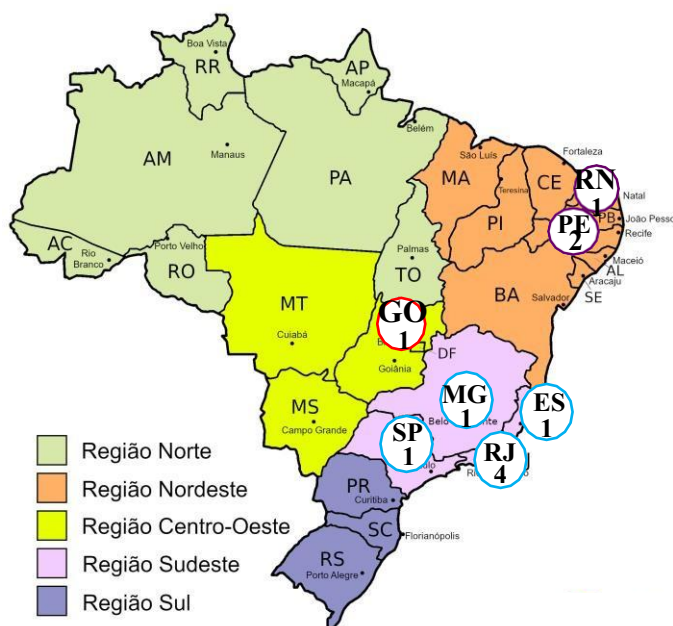 Boa Vista
RR
AP
Macapá
Belém
AM
Manaus
PA
São Luís
Fortaleza
MA
Teresina
CE
RN
1
Natal
PI
PE
2
PB
João Pesso
Recife
AC
Rio
Branco
Porto Velho
RO
Palmas
TO
Maceió
AL
Aracaju
SE
BA
Salvador
MT
Cuiabá
GO
1
DF
Goiânia
MG
1
ES
1
MS
Campo Grande
SP
1
RJ
4
PR
Curitiba
SC
Florianópolis
RS
Porto Alegre
Região Norte
Região Nordeste
Região Centro-Oeste
Região Sudeste
Região Sul